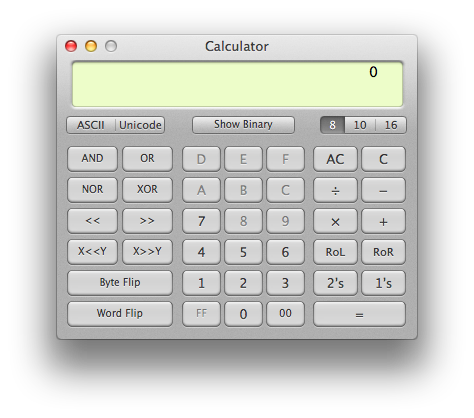 Calculator
0
ASCII Unicode Show Binary 8 10 16
AND OR D E F AC C
NOR XOR A B C ÷ −
<< >> 7 8 9 × +
X<<Y X>>Y 4 5 6 RoL RoR
Byte Flip 1 2 3 2's 1's
Word Flip FF 0 00 =